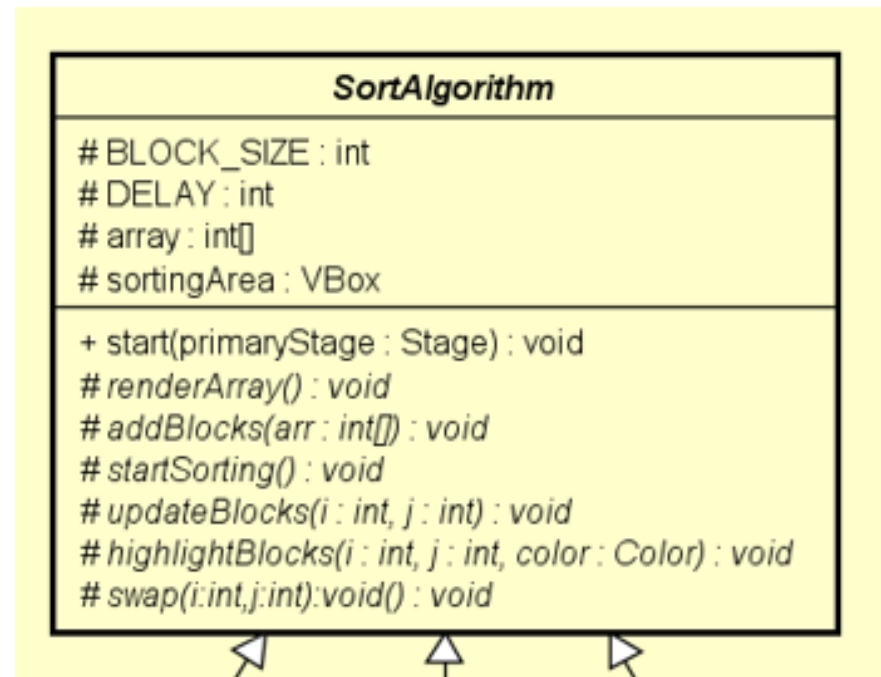 SortAlgorithm
# BLOCK_SIZE : int
# DELAY : int
# array : int[]
# sortingArea : VBox
+ start(primaryStage : Stage) : void
# renderArray() : void
# addBlocks(arr : int[]) : void
# startSorting() : void
# updateBlocks(i : int, j : int) : void
# highlightBlocks(i : int, j : int, color : Color) : void
# swap(i:int,j:int):void() : void